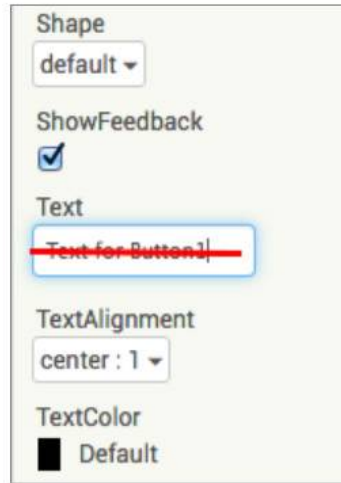 Shape
default
ShowFeedback
Text
Text for Button1
TextAlignment
center : 1
TextColor
Default